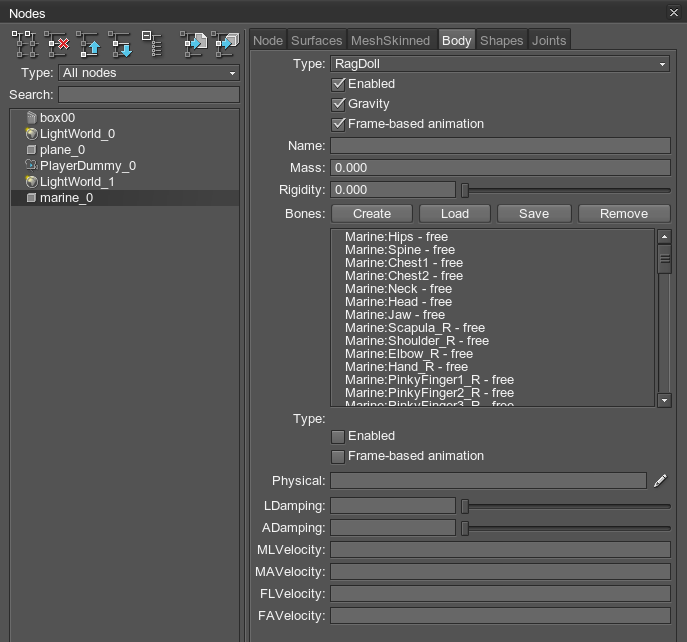 Nodes
Type: All nodes
Search:
box00
LightWorld_0
plane_0
PlayerDummy_0
LightWorld_1
marine_0
Node Surfaces MeshSkinned Body Shapes Joints
Type: RagDoll
Enabled
Gravity
Frame-based animation
Name:
Mass: 0.000
Rigidity: 0.000
Bones: Create Load Save Remove
Marine:Hips - free
Marine:Spine - free
Marine:Chest1 - free
Marine:Chest2 - free
Marine:Neck - free
Marine:Head - free
Marine:Jaw - free
Marine:Scapula_R - free
Marine:Shoulder_R - free
Marine:Elbow_R - free
Marine:Hand_R - free
Marine:PinkyFinger1_R - free
Marine:PinkyFinger2_R - free
Marine:PinkyFinger3_R - free
Type:
Enabled
Frame-based animation
Physical:
LDamping:
ADamping:
MLVelocity:
MAVelocity:
FLVelocity:
FAVelocity: